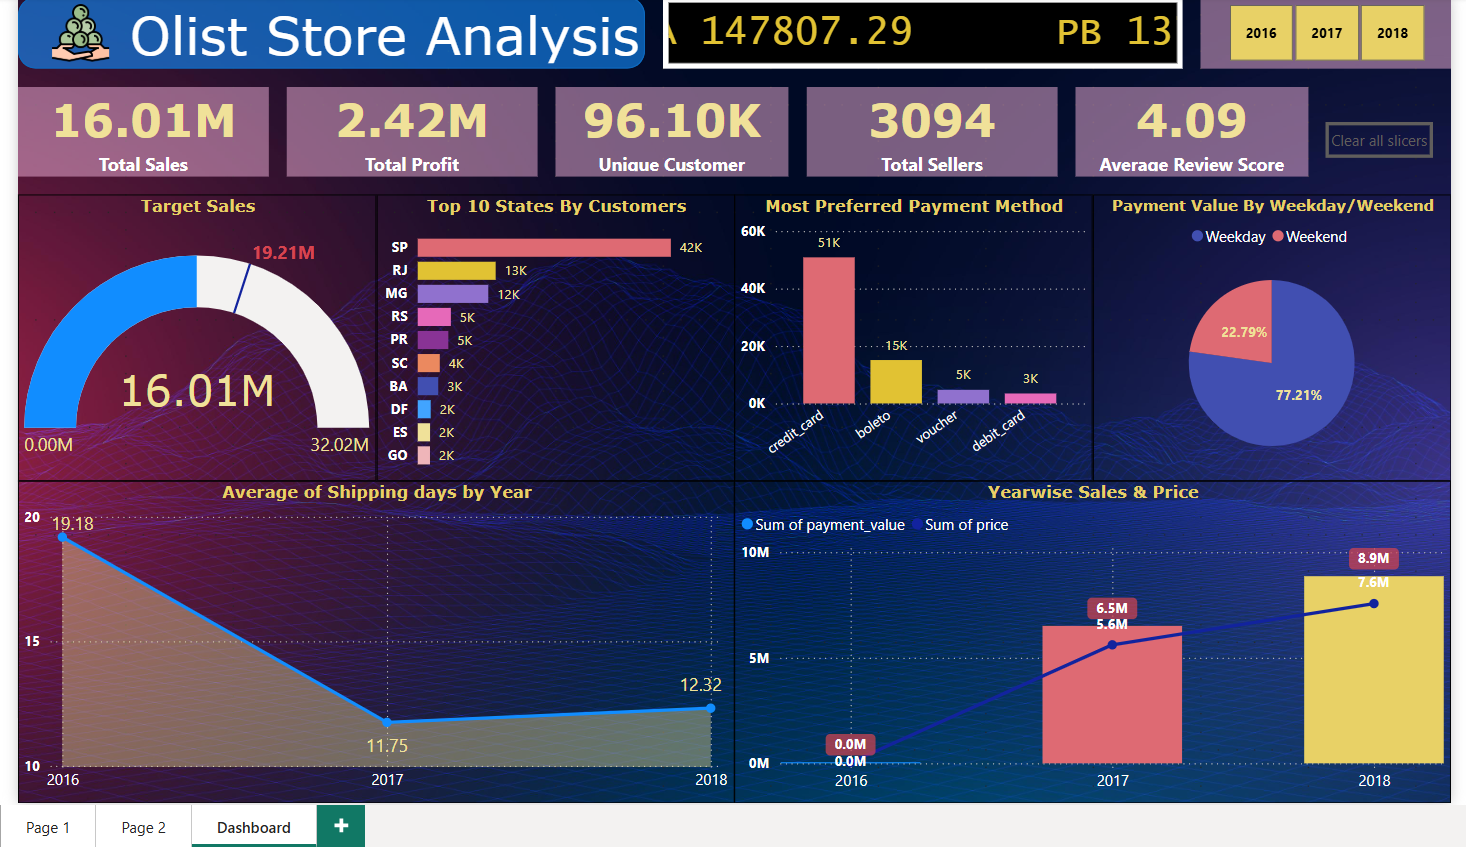 Olist Store Analysis
147807.29 PB 13
2016 2017 2018
16.01M
Total Sales
2.42M
Total Profit
96.10K
Unique Customer
3094
Total Sellers
4.09
Average Review Score
Clear all slicers
Target Sales
19.21M
16.01M
0.00M 32.02M
Top 10 States By Customers
SP 42K
RJ 13K
MG 12K
RS 5K
PR 5K
SC 4K
BA 3K
DF 2K
ES 2K
GO 2K
Most Preferred Payment Method
60K
51K
40K
20K
15K
5K
3K
0K
credit_card boleto voucher debit_card
Payment Value By Weekday/Weekend
Weekday Weekend
22.79%
77.21%
Average of Shipping days by Year
20
19.18
15
12.32
11.75
10
2016 2017 2018
Yearwise Sales & Price
Sum of payment_value Sum of price
10M
8.9M
7.6M
6.5M
5.6M
5M
0.0M
0.0M
0M
2016 2017 2018
Page 1 Page 2 Dashboard +